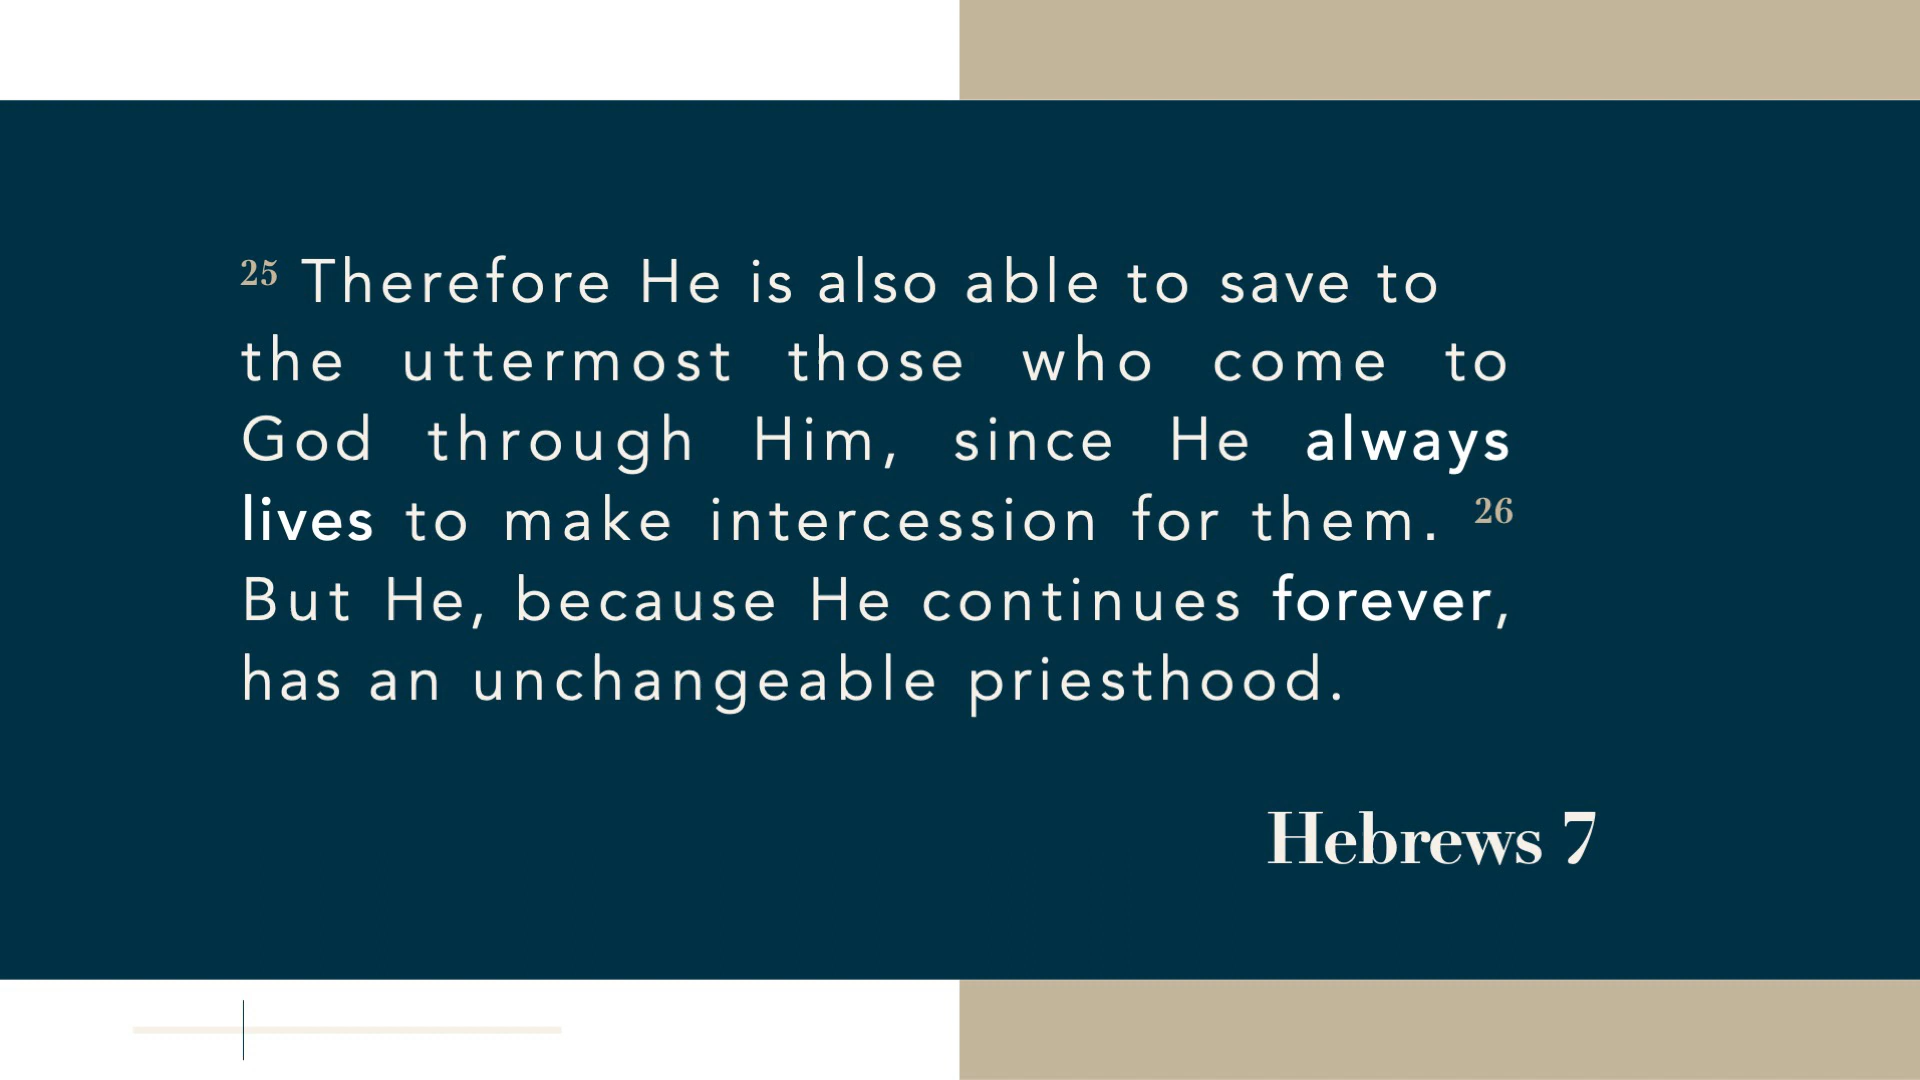 25 Therefore He is also able to save to
the uttermost those who come to
God through Him, since He always
lives to make intercession for them. 26
But He, because He continues forever,
has an unchangeable priesthood.
Hebrews 7